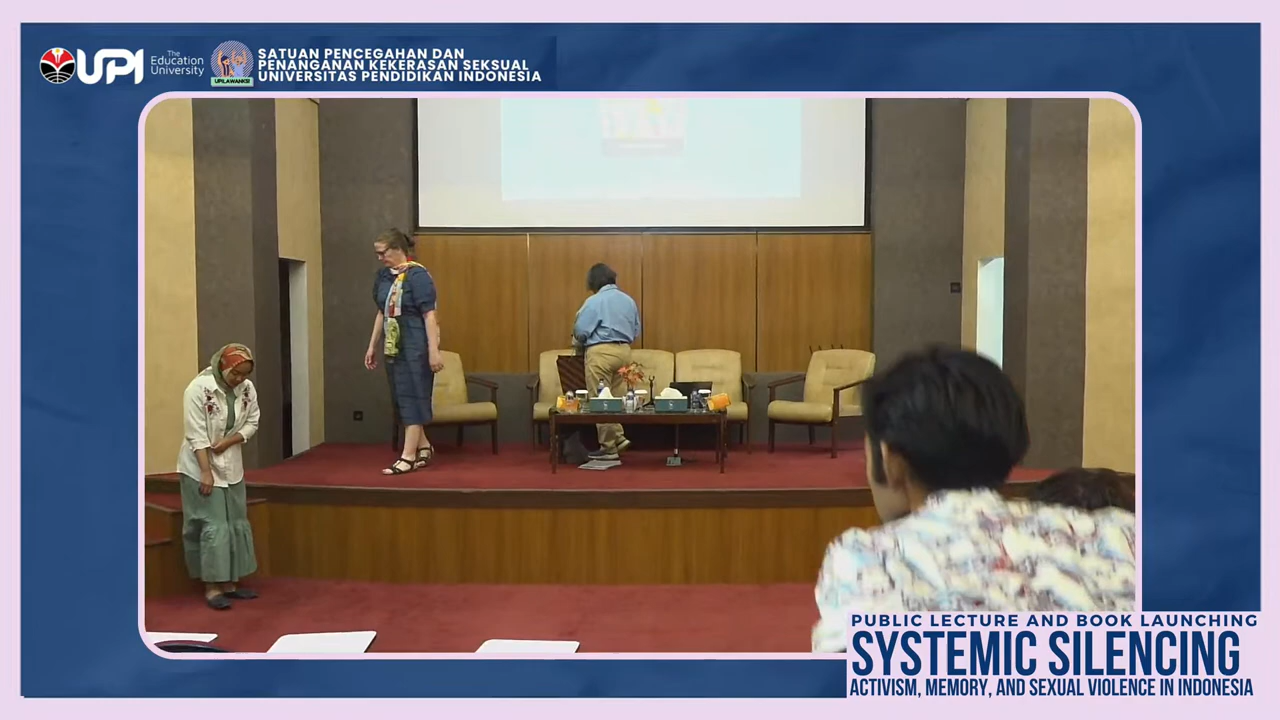 UPI
The
Education
University
UPILAWANKS!
SATUAN PENCEGAHAN DAN
PENANGANAN KEKERASAN SEKSUAL
UNIVERSITAS PENDIDIKAN INDONESIA
PUBLIC LECTURE AND BOOK LAUNCHING
SYSTEMIC SILENCING
ACTIVISM, MEMORY, AND SEXUAL VIOLENCE IN INDONESIA